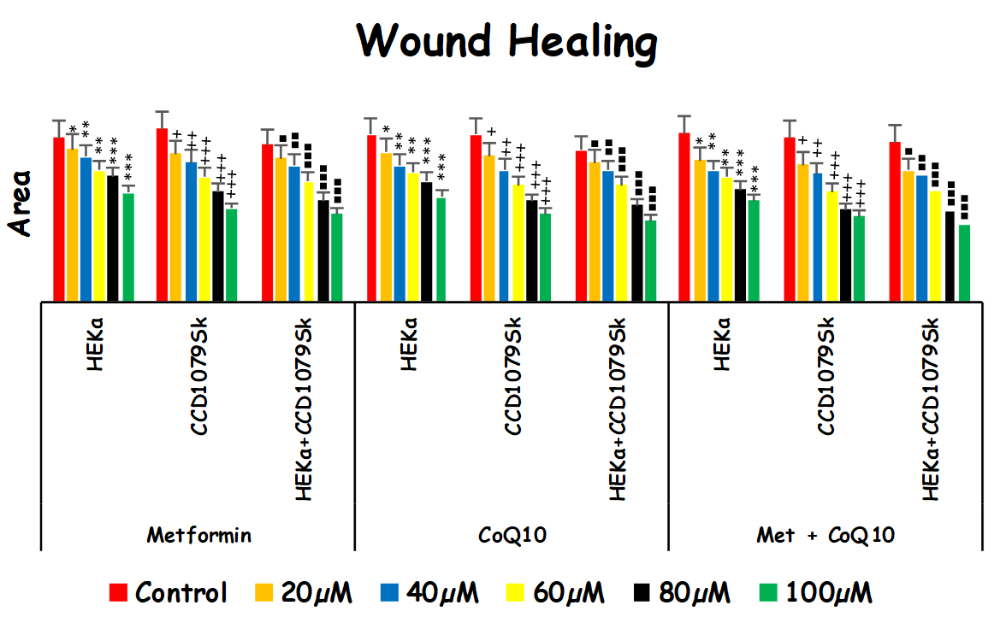 Wound Healing
Area
* ** ** *** *** + ++ +++ +++ +++ ▪ ▪▪ ▪▪▪ ▪▪▪ ▪▪▪ * ** ** *** *** + ++ +++ +++ +++ ▪ ▪▪ ▪▪▪ ▪▪▪ ▪▪▪ * ** ** *** *** + ++ +++ +++ +++ ▪ ▪▪ ▪▪▪ ▪▪▪ ▪▪▪
HEKa CCD1079Sk HEKa+CCD1079Sk HEKa CCD1079Sk HEKa+CCD1079Sk HEKa CCD1079Sk HEKa+CCD1079Sk
Metformin CoQ10 Met + CoQ10
Control 20µM 40µM 60µM 80µM 100µM